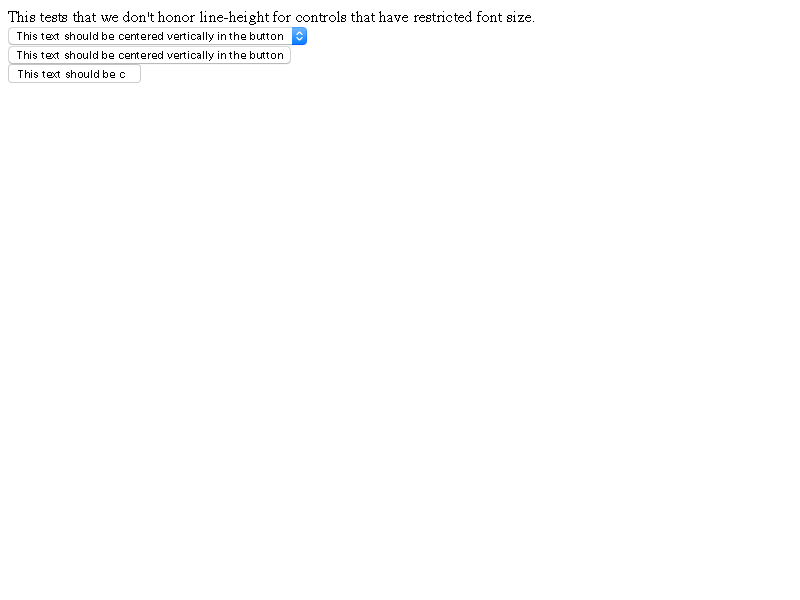 This tests that we don't honor line-height for controls that have restricted font size.
This text should be centered vertically in the button
This text should be centered vertically in the button
This text should be c